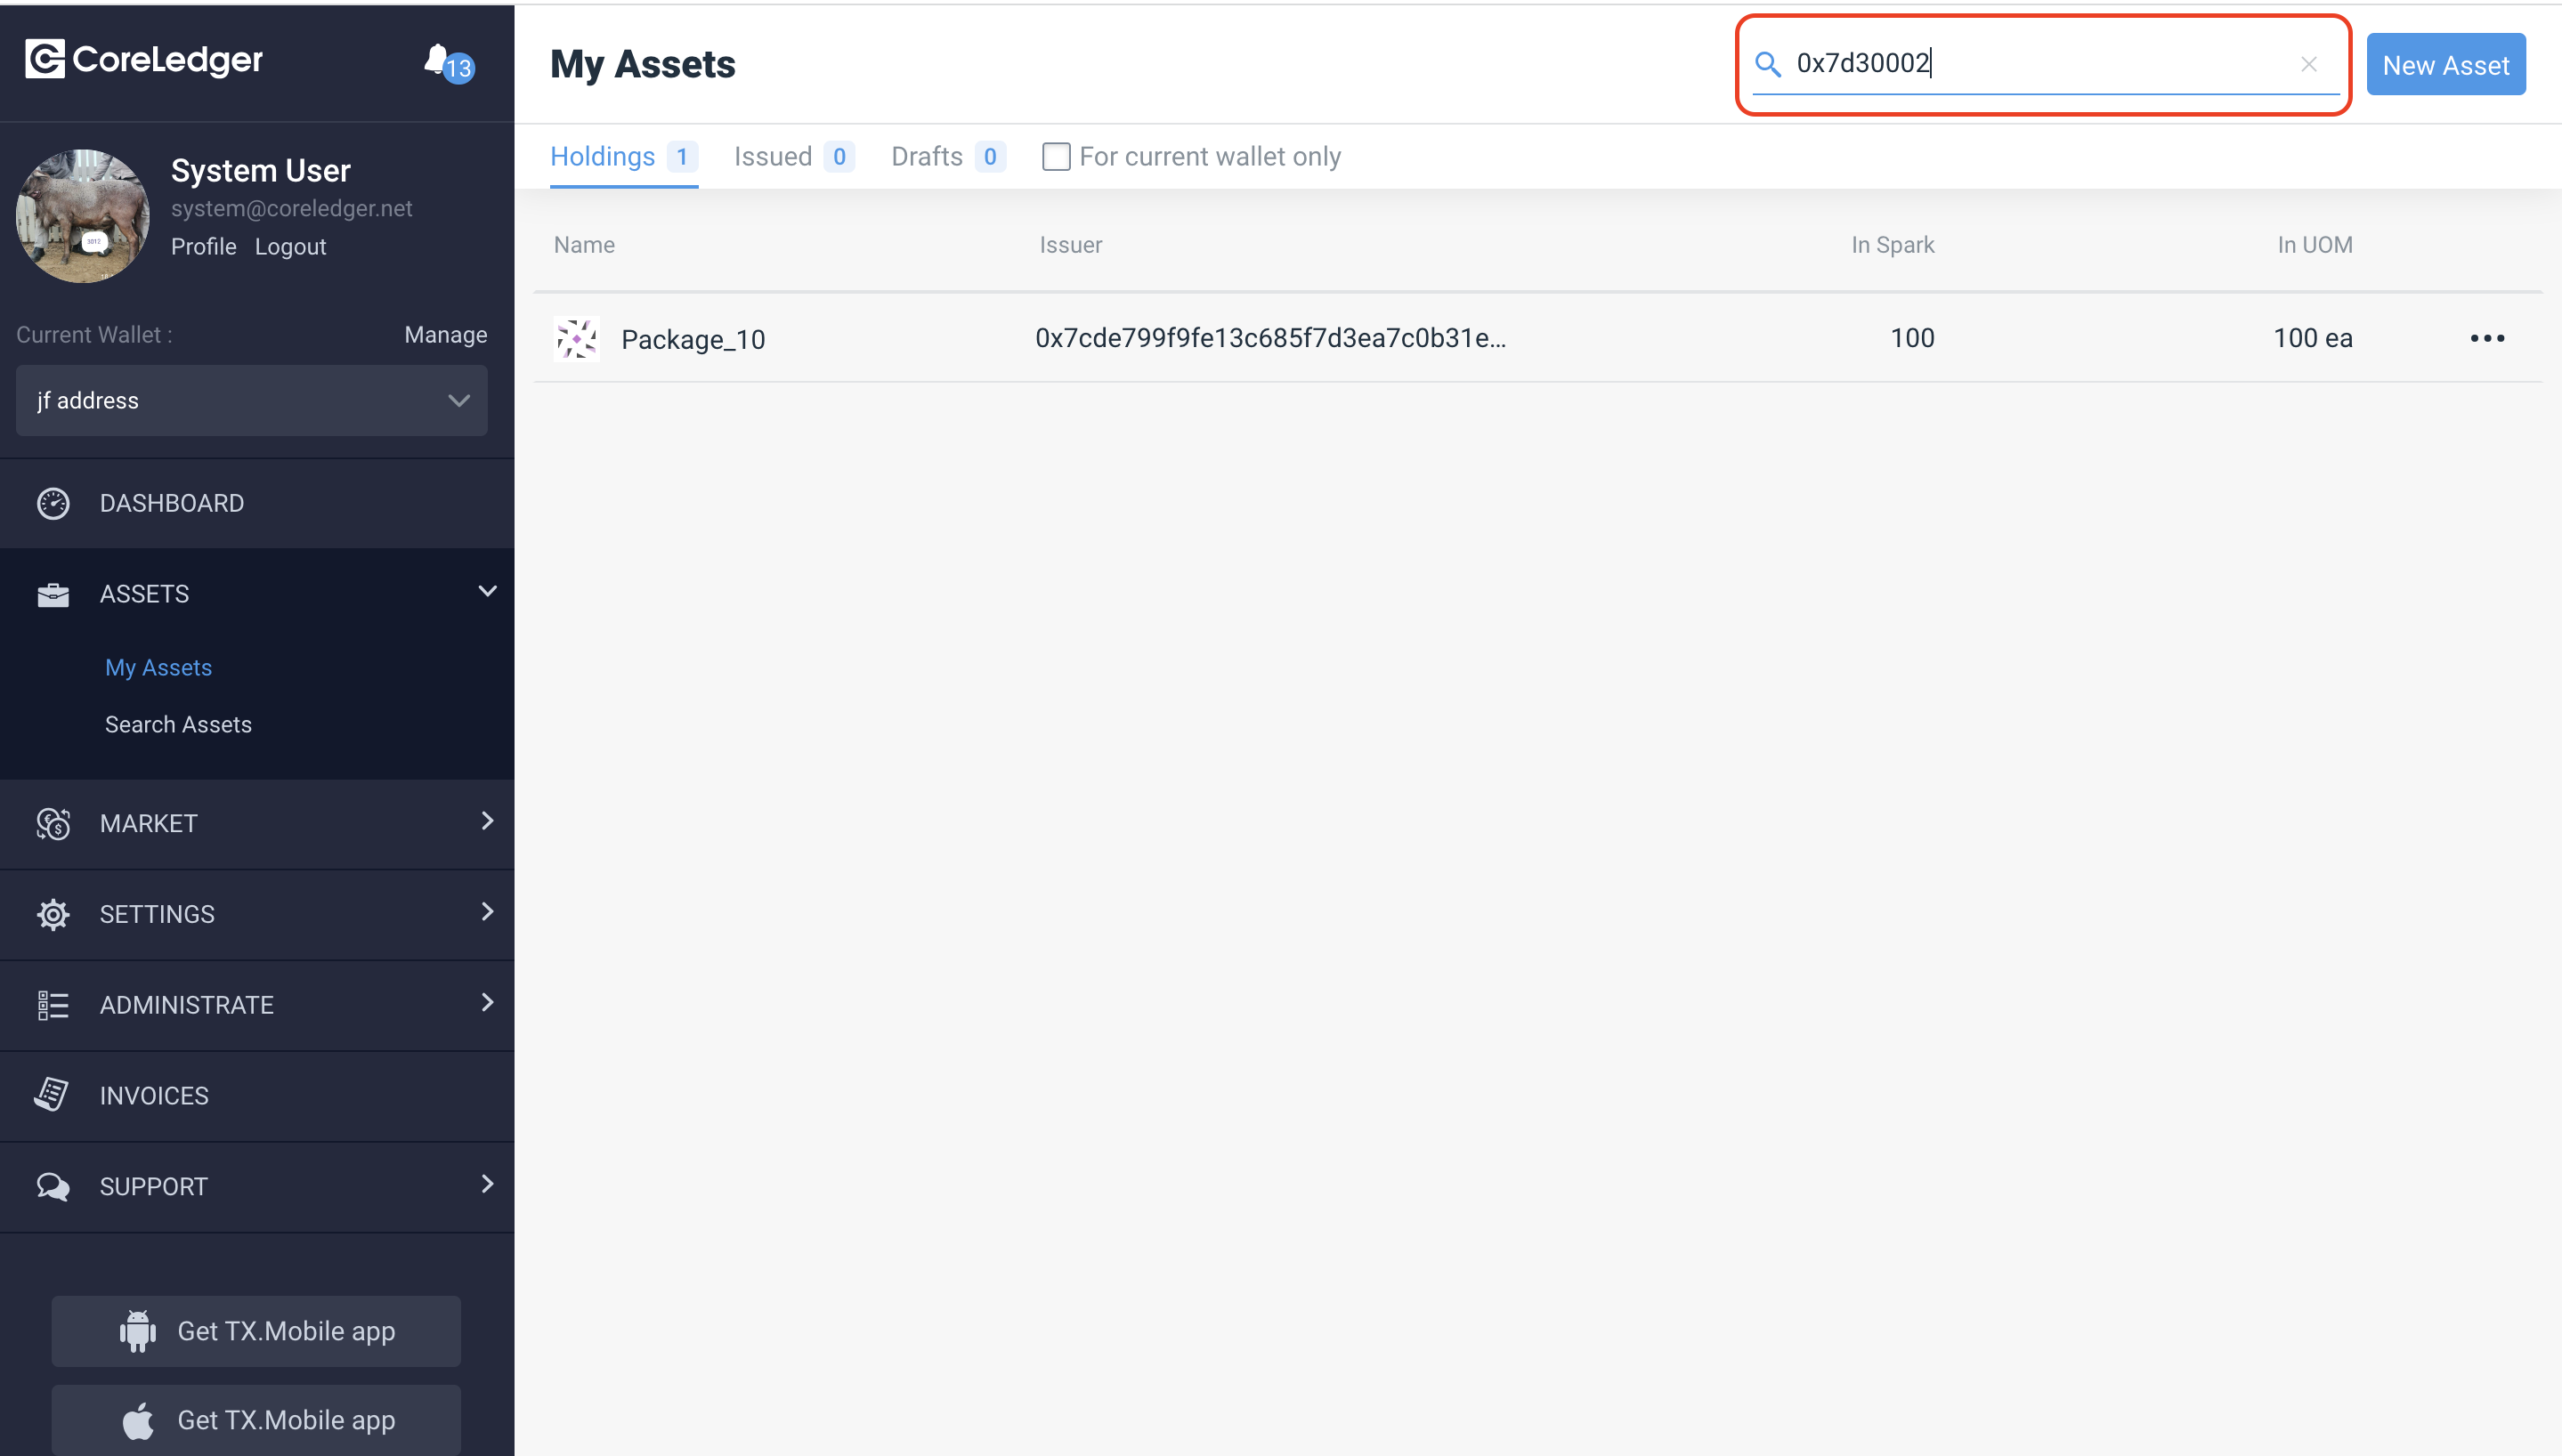 CoreLedger
13
System User
system@coreledger.net
Profile Logout
Current Wallet :
Manage
jf address
DASHBOARD
ASSETS
My Assets
Search Assets
MARKET
SETTINGS
ADMINISTRATE
INVOICES
SUPPORT
Get TX.Mobile app
Get TX.Mobile app
My Assets
0x7d30002
New Asset
Holdings 1 Issued 0 Drafts 0 For current wallet only
Name Issuer In Spark In UOM
Package_10 0x7cde799f9fe13c685f7d3ea7c0b31e... 100 100 ea